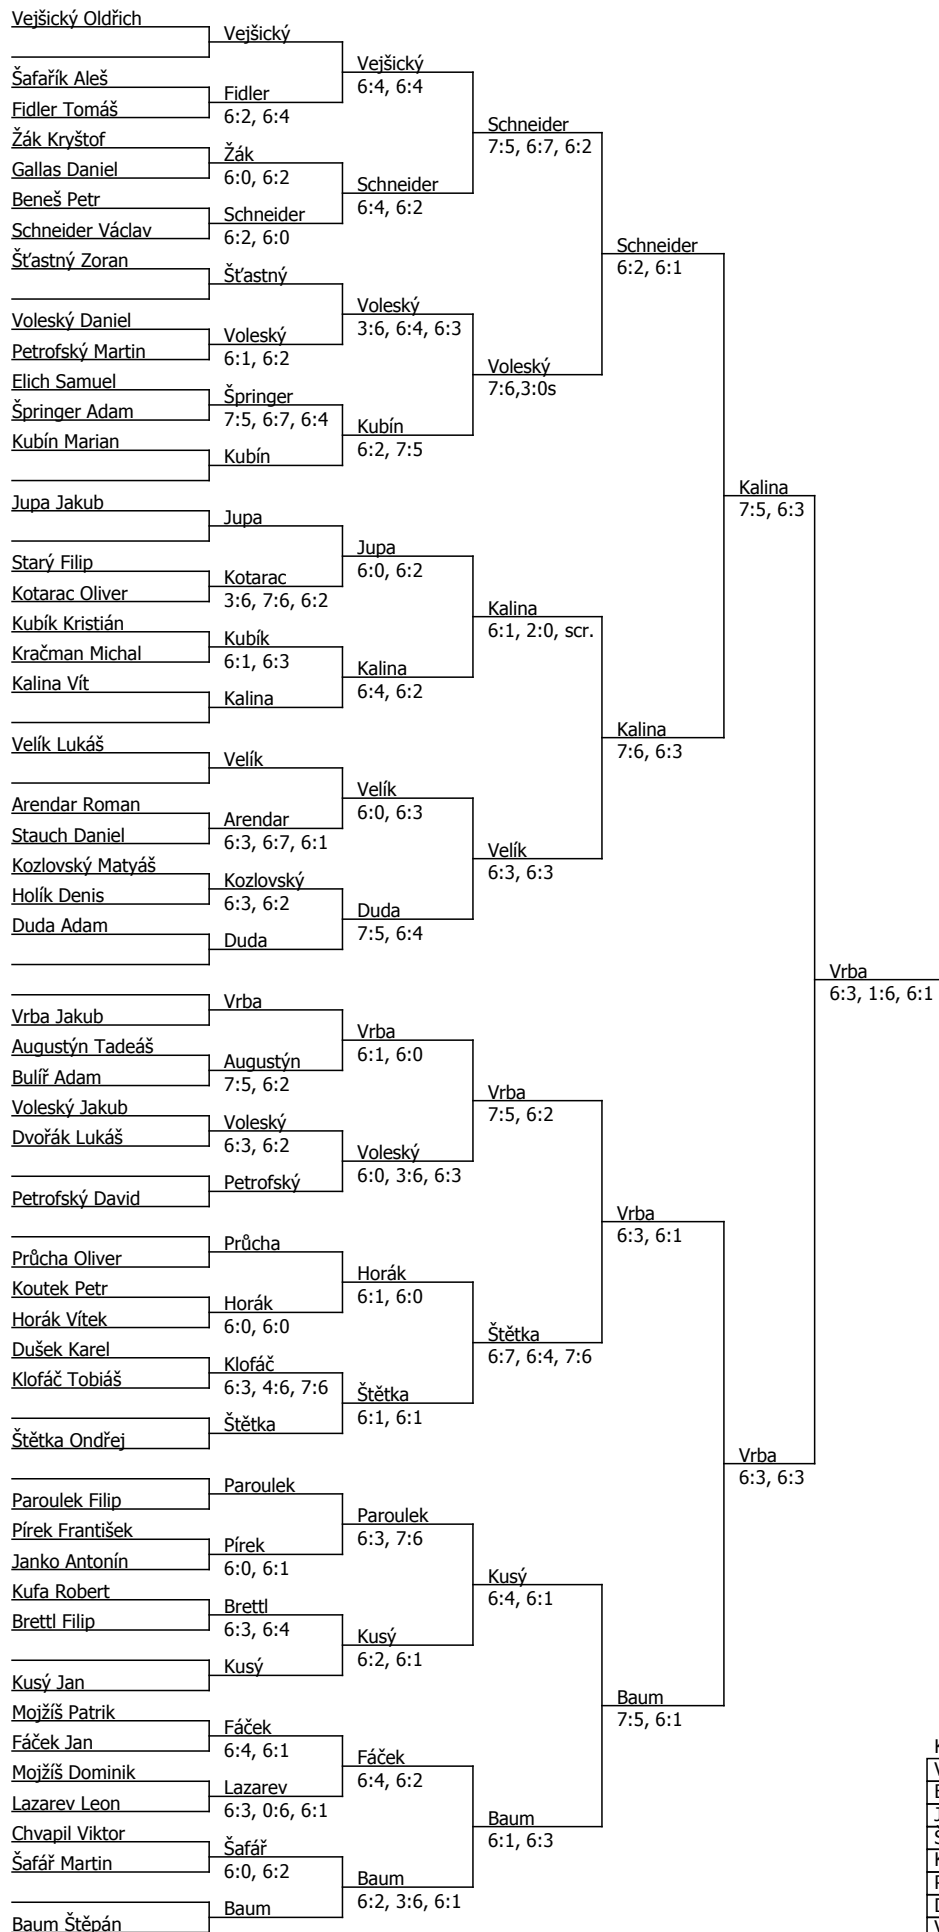 Vejšický Oldřich
Šafařík Aleš
Fidler Tomáš
Žák Kryštof
Gallas Daniel
Beneš Petr
Schneider Václav
Šťastný Zoran
Voleský Daniel
Petrofský Martin
Elich Samuel
Špringer Adam
Kubín Marian
Jupa Jakub
Starý Filip
Kotarac Oliver
Kubík Kristián
Kračman Michal
Kalina Vít
Velík Lukáš
Arendar Roman
Stauch Daniel
Kozlovský Matyáš
Holík Denis
Duda Adam
Vrba Jakub
Augustýn Tadeáš
Bulíř Adam
Voleský Jakub
Dvořák Lukáš
Petrofský David
Průcha Oliver
Koutek Petr
Horák Vítek
Dušek Karel
Klofáč Tobiáš
Štětka Ondřej
Paroulek Filip
Pírek František
Janko Antonín
Kufa Robert
Brettl Filip
Kusý Jan
Mojžíš Patrik
Fáček Jan
Mojžíš Dominik
Lazarev Leon
Chvapil Viktor
Šafář Martin
Baum Štěpán
Vejšický
Fidler
6:2, 6:4
Žák
6:0, 6:2
Schneider
6:2, 6:0
Šťastný
Voleský
6:1, 6:2
Špringer
7:5, 6:7, 6:4
Kubín
Jupa
Kotarac
3:6, 7:6, 6:2
Kubík
6:1, 6:3
Kalina
Velík
Arendar
6:3, 6:7, 6:1
Kozlovský
6:3, 6:2
Duda
Vrba
Augustýn
7:5, 6:2
Voleský
6:3, 6:2
Petrofský
Průcha
Horák
6:0, 6:0
Klofáč
6:3, 4:6, 7:6
Štětka
Paroulek
Pírek
6:0, 6:1
Brettl
6:3, 6:4
Kusý
Fáček
6:4, 6:1
Lazarev
6:3, 0:6, 6:1
Šafář
6:0, 6:2
Baum
Vejšický
6:4, 6:4
Schneider
6:4, 6:2
Voleský
3:6, 6:4, 6:3
Kubín
6:2, 7:5
Jupa
6:0, 6:2
Kalina
6:4, 6:2
Velík
6:0, 6:3
Duda
7:5, 6:4
Vrba
6:1, 6:0
Voleský
6:0, 3:6, 6:3
Horák
6:1, 6:0
Štětka
6:1, 6:1
Paroulek
6:3, 7:6
Kusý
6:2, 6:1
Fáček
6:4, 6:2
Baum
6:2, 3:6, 6:1
Schneider
7:5, 6:7, 6:2
Voleský
7:6,3:0s
Kalina
6:1, 2:0, scr.
Velík
6:3, 6:3
Vrba
7:5, 6:2
Štětka
6:7, 6:4, 7:6
Kusý
6:4, 6:1
Baum
6:1, 6:3
Schneider
6:2, 6:1
Kalina
7:6, 6:3
Vrba
6:3, 6:1
Baum
7:5, 6:1
Kalina
7:5, 6:3
Vrba
6:3, 6:3
Vrba
6:3, 1:6, 6:1